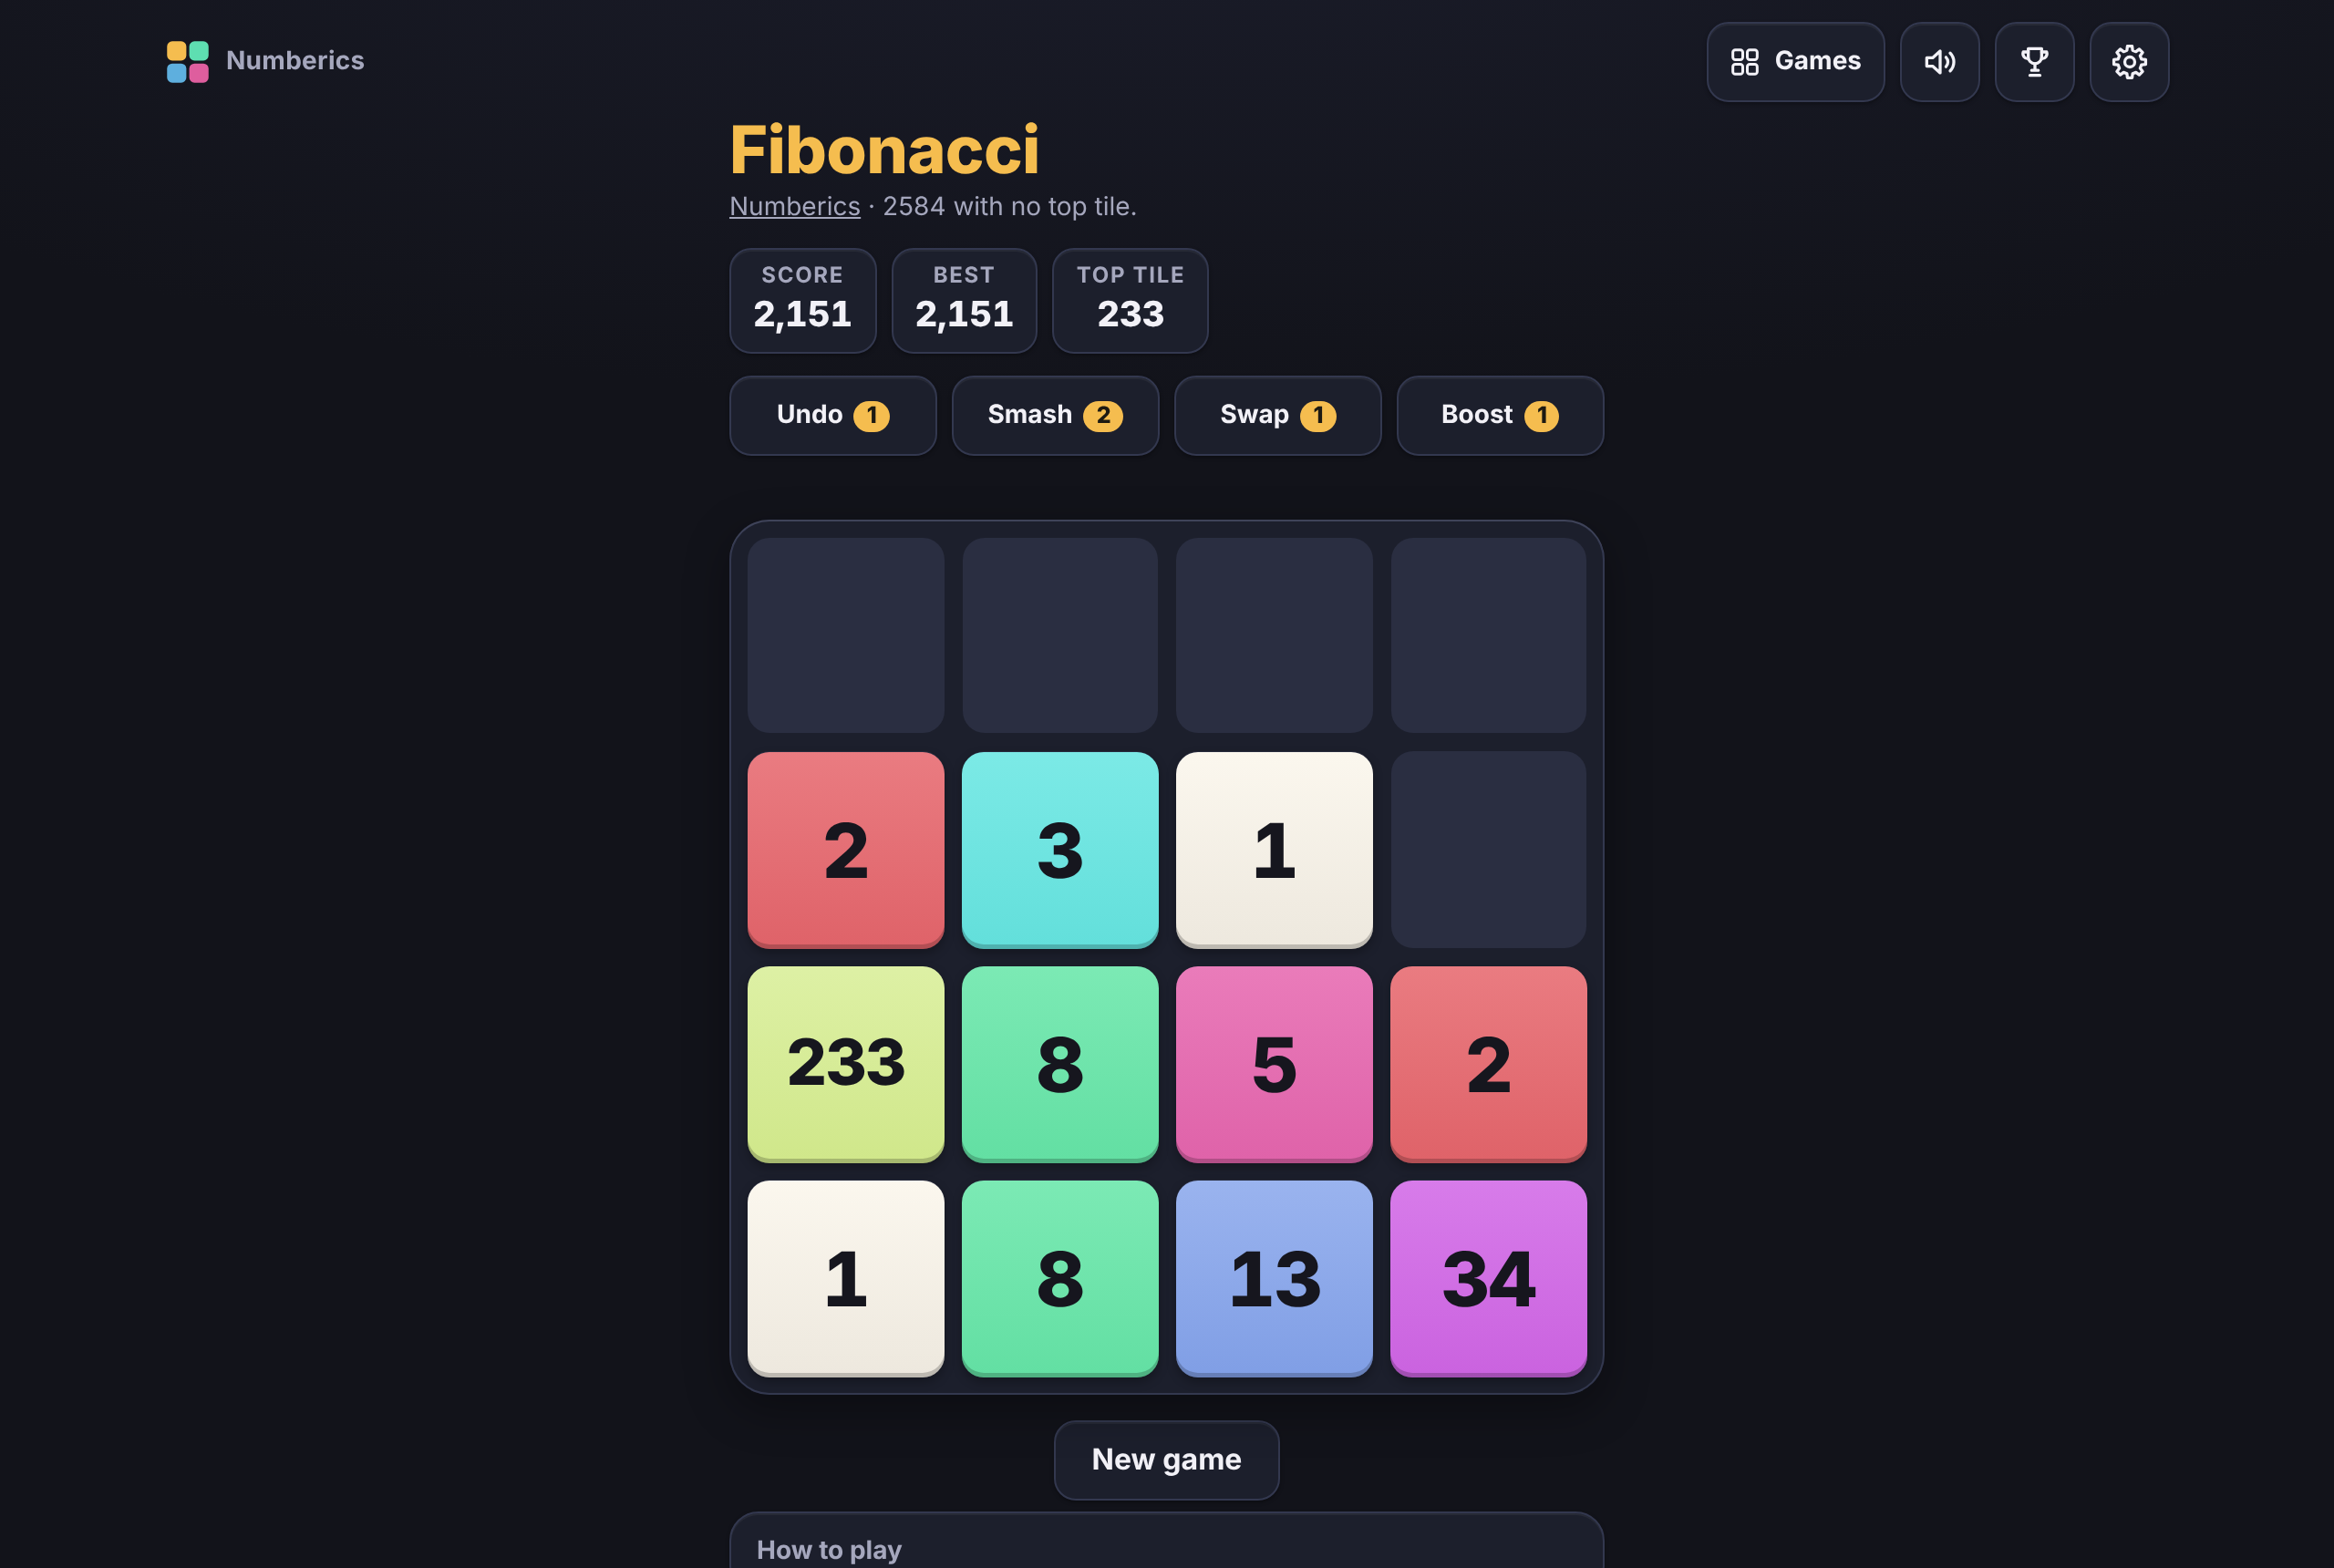 Numberics
Games
Fibonacci
Numberics · 2584 with no top tile.
SCORE BEST TOP TILE
2,151 2,151 233
Undo 1 Smash 2 Swap 1 Boost 1
2 3 1
233 8 5 2
1 8 13 34
New game
How to play